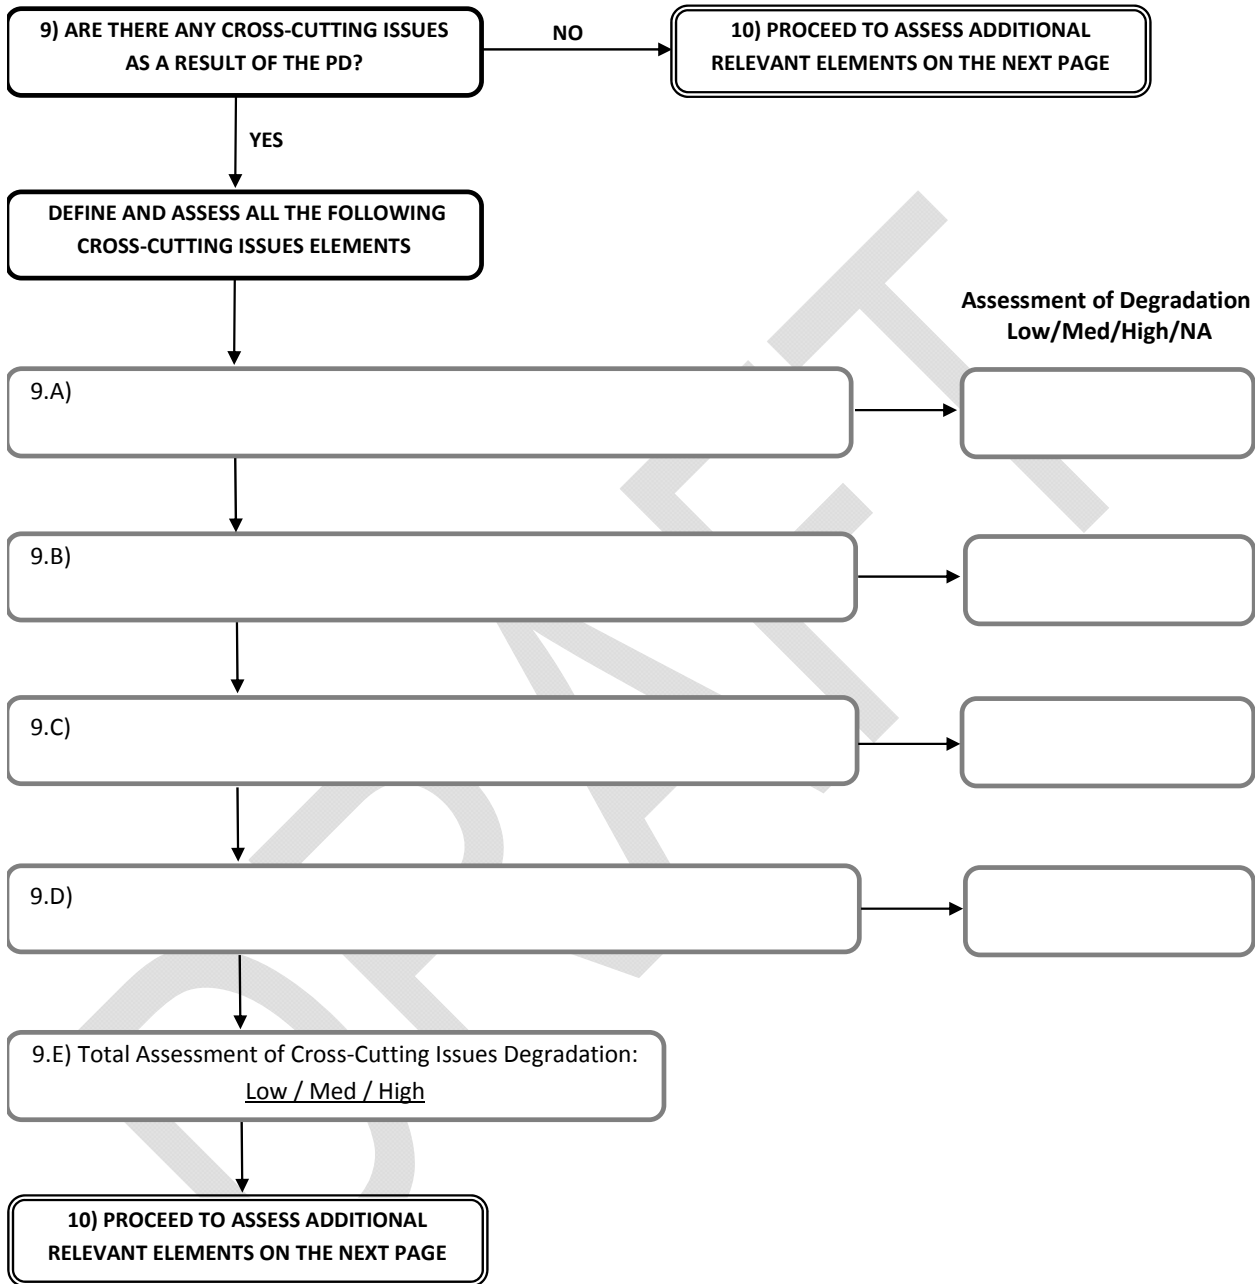 9) ARE THERE ANY CROSS-CUTTING ISSUES
AS A RESULT OF THE PD?
NO
10) PROCEED TO ASSESS ADDITIONAL
RELEVANT ELEMENTS ON THE NEXT PAGE
YES
DEFINE AND ASSESS ALL THE FOLLOWING
CROSS-CUTTING ISSUES ELEMENTS
Assessment of Degradation
Low/Med/High/NA
9.A)
9.B)
9.C)
9.D)
9.E) Total Assessment of Cross-Cutting Issues Degradation:
Low / Med / High
10) PROCEED TO ASSESS ADDITIONAL
RELEVANT ELEMENTS ON THE NEXT PAGE
DRAFT